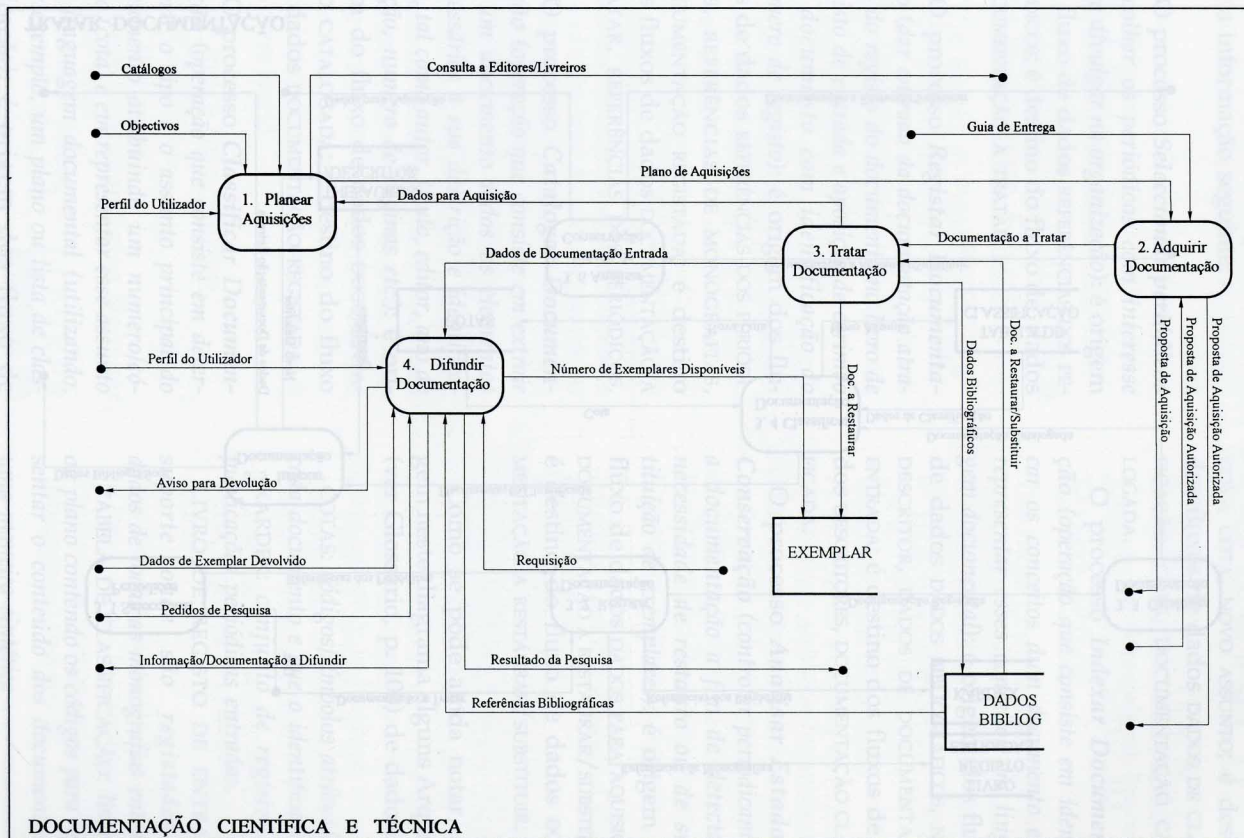 Catálogos
Consulta a Editores/Livreiros
Objectivos
Guia de Entrega
Plano de Aquisições
1. Planear
Aquisições
Dados para Aquisição
Perfil do Utilizador
2. Adquirir
Documentação
3. Tratar
Documentação
Documentação a Tratar
Dados de Documentação Entrada
Perfil do Utilizador
4. Difundir
Documentação
Número de Exemplares Disponíveis
Doc. a Restaurar
Dados Bibliográficos
Doc. a Restaurar/Substituir
Proposta de Aquisição
Proposta de Aquisição Autorizada
Proposta de Aquisição Autorizada
Aviso para Devolução
EXEMPLAR
Dados de Exemplar Devolvido
Requisição
Pedidos de Pesquisa
Informação/Documentação a Difundir
Resultado da Pesquisa
Referências Bibliográficas
DADOS
BIBLIOG
DOCUMENTAÇÃO CIENTÍFICA E TÉCNICA